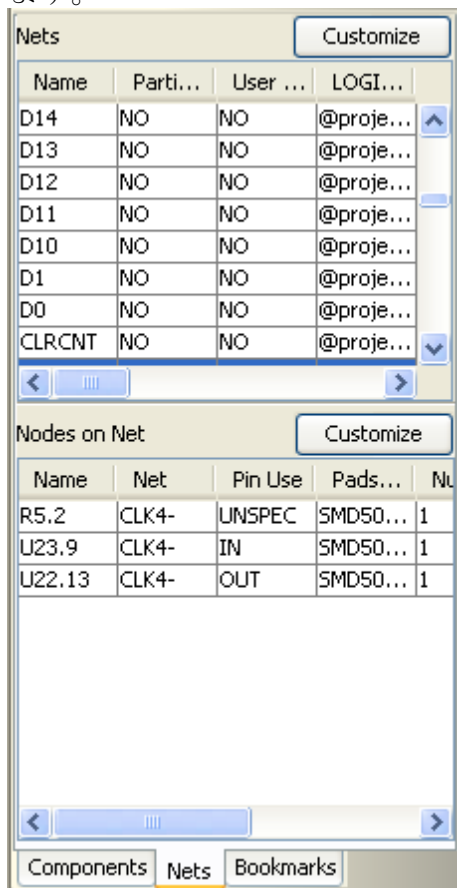 ます。
Nets Customize
Name Parti... User ... LOGI...
D14 NO NO @proje...
D13 NO NO @proje...
D12 NO NO @proje...
D11 NO NO @proje...
D10 NO NO @proje...
D1 NO NO @proje...
D0 NO NO @proje...
CLRCNT NO NO @proje...
Nodes on Net Customize
Name Net Pin Use Pads... Nu
R5.2 CLK4- UNSPEC SMD50... 1
U23.9 CLK4- IN SMD50... 1
U22.13 CLK4- OUT SMD50... 1
Components Nets Bookmarks